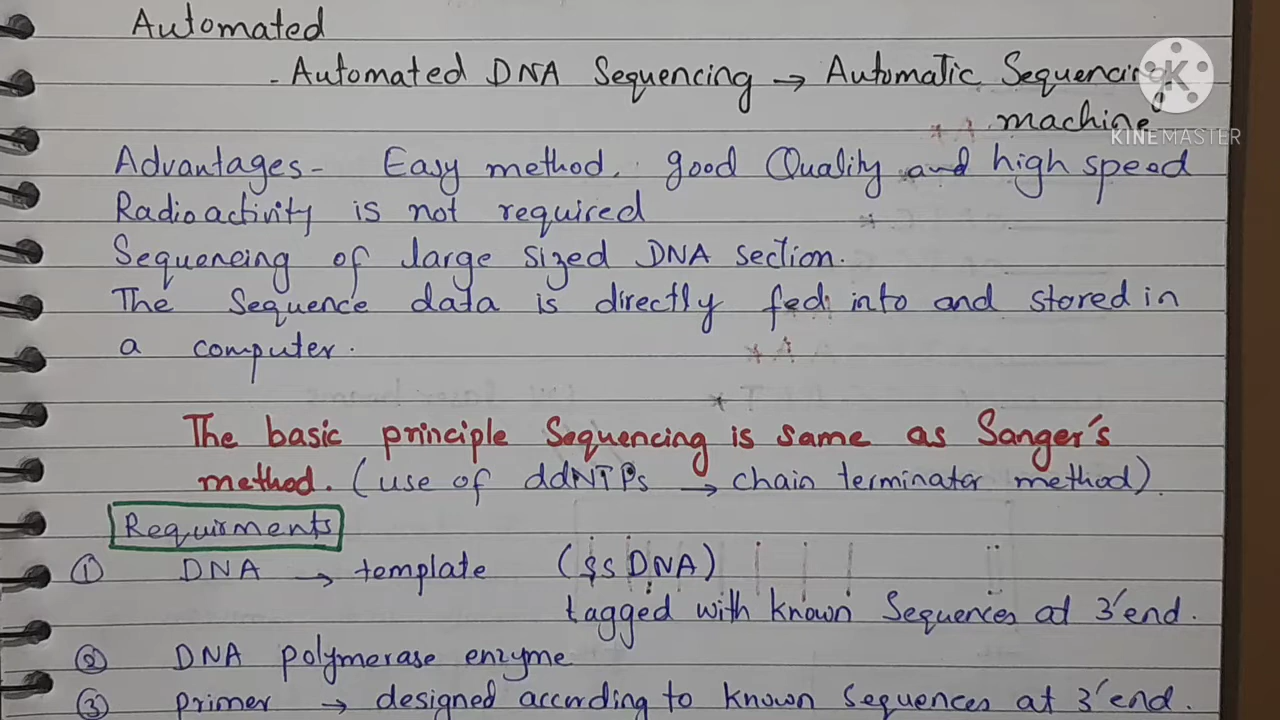 Automated
- Automated DNA Sequencing → Automatic Sequencing
machine
KINEMASTER
Advantages - Easy method. good Quality and high speed
Radioactivity is not required
Sequencing of large sized DNA section.
The Sequence data is directly fed into and stored in
a computer.
The basic principle Sequencing is same as Sanger's
method. (use of ddNTPs → chain terminator method).
Requirments
① DNA → template (ssDNA)
tagged with known Sequences at 3' end.
② DNA polymerase enzyme
③ primer → designed according to known Sequences at 3' end.